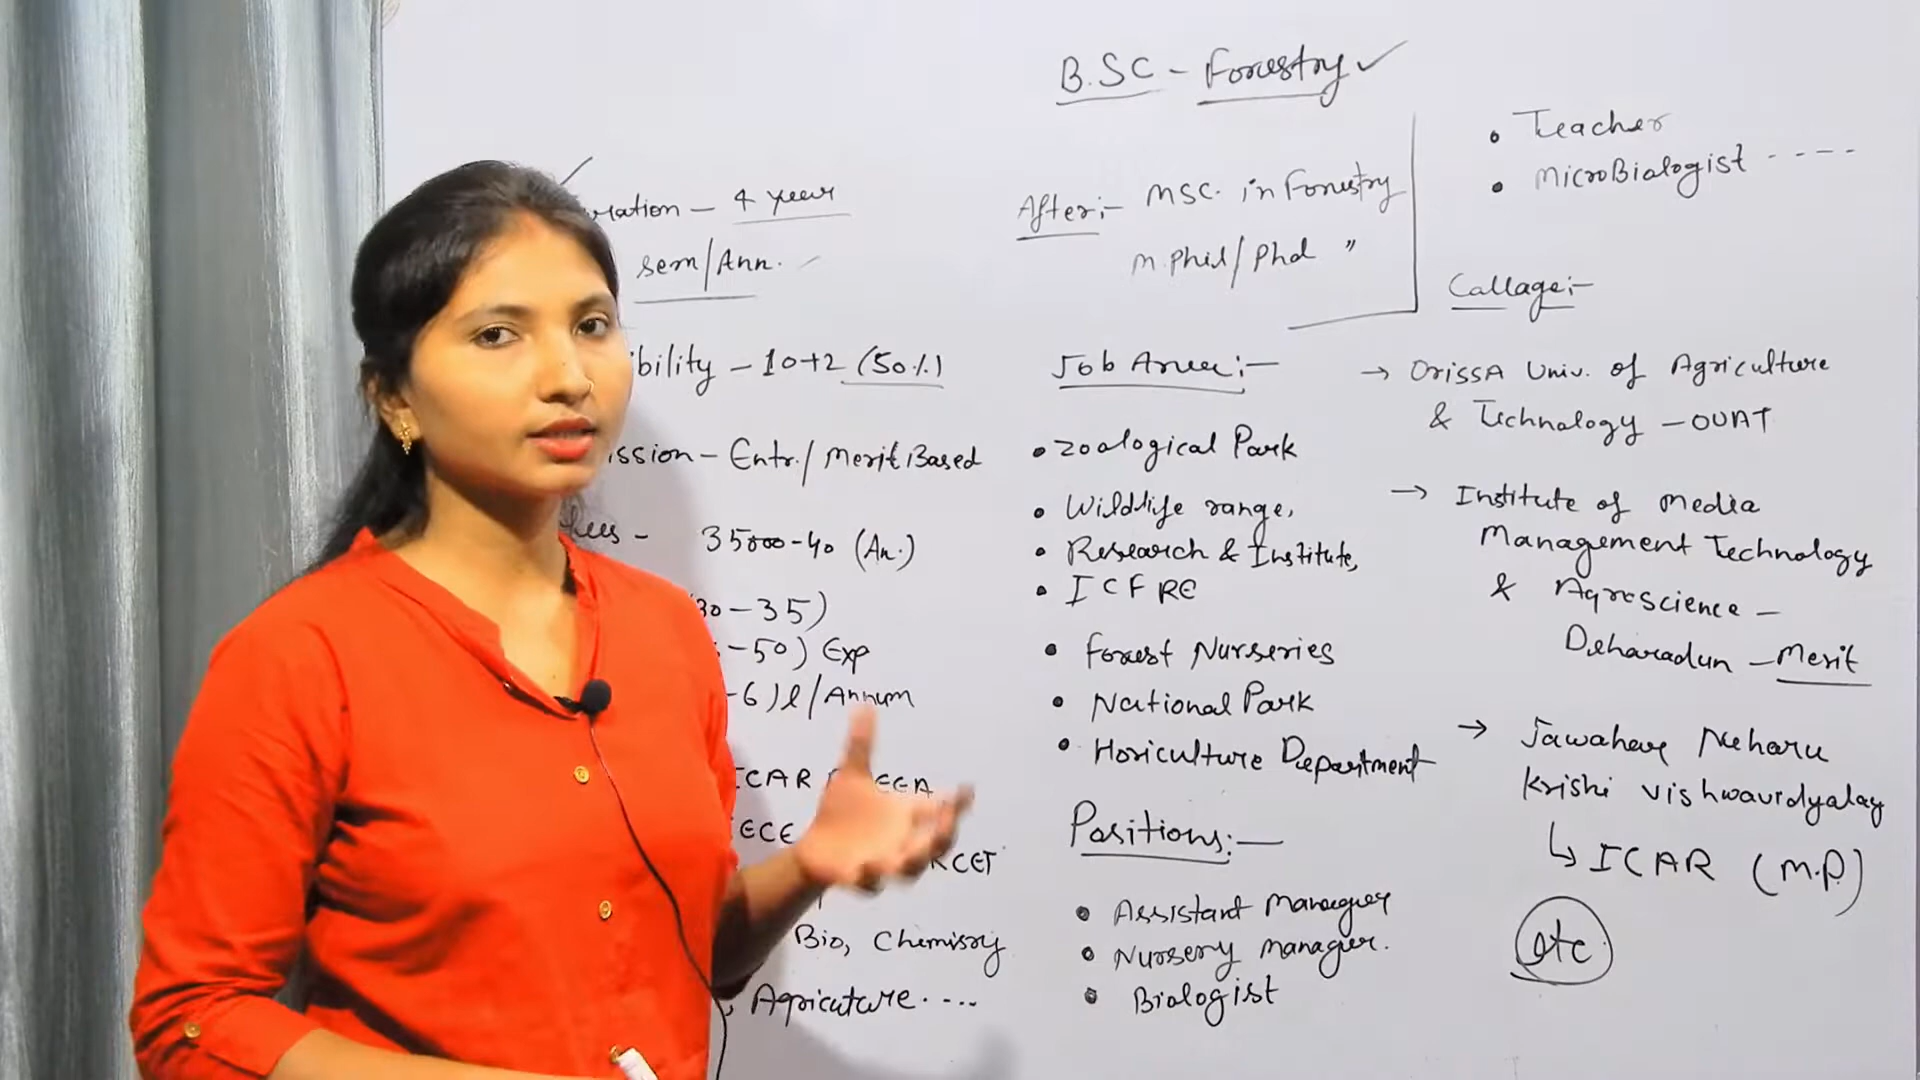 B.SC - Forestry ✓
- 4 year
sem/Ann.
bility - 10+2 (50%)
ission - Entr./Merit Based
- 35000-40 (An.)
30-35)
-50) Exp
-6) l/Annum
ICAR EEA
ECE
RCET
Bio, Chemisry
, Agricuture....
After:- MSC. in Forestry
M.Phil/Phd "
Job Area:-
• Zoological Park
• Wildlife range,
• Research & Institute,
• ICFRE
• Forest Nurseries
• National Park
• Horiculture Department
Positions:-
• Assistant Manager
• Nursery Manager.
• Biologist
• Teacher
• MicroBiologist ----
Callage:-
→ Orissa Univ. of Agriculture
& Technology - OUAT
→ Institute of Media
Management Technology
& Agroscience -
Deharadun - Merit
→ Jawahar Neharu
Krishi Vishwavidyalay
↳ ICAR (M.P)
etc